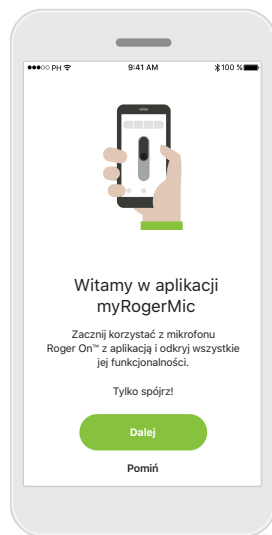 ●●●○○ PH 9:41 AM 100 %
Witamy w aplikacji
myRogerMic
Zacznij korzystać z mikrofonu
Roger On™ z aplikacją i odkryj wszystkie
jej funkcjonalności.
Tylko spójrz!
Dalej
Pomiń